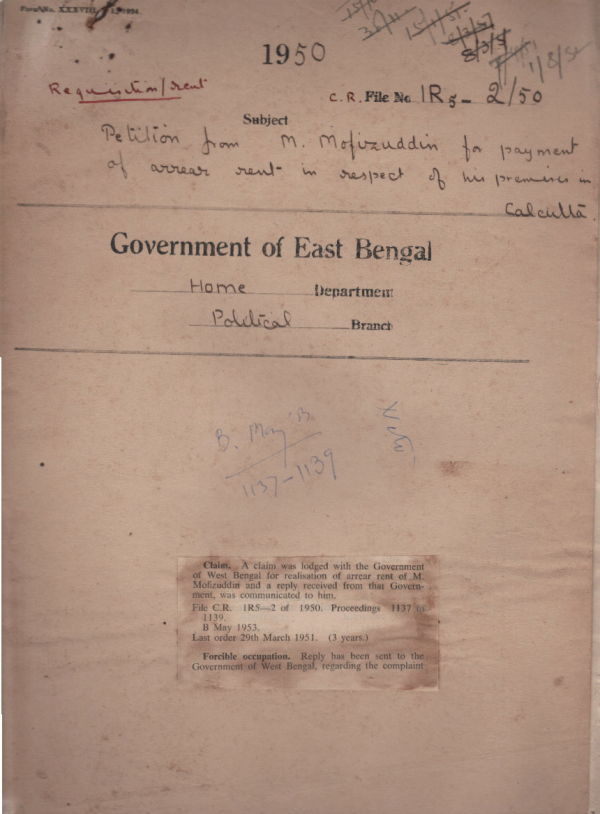 1950
Requisition/rent
C.R. File No IR5-2/50
Subject
Petition from M. Mofizuddin for payment
of arrear rent in respect of his premises in
Calcutta.
Government of East Bengal
Home Department
Political Branch
B. May '53
1137-1139
Claim. A claim was lodged with the Government
of West Bengal for realisation of arrear rent of M.
Mofizuddin and a reply received from that Govern-
ment, was communicated to him.
File C.R. 1R5—2 of 1950. Proceedings 1137 to
1139.
B May 1953.
Last order 29th March 1951. (3 years.)
Forcible occupation. Reply has been sent to the
Government of West Bengal, regarding the complaint